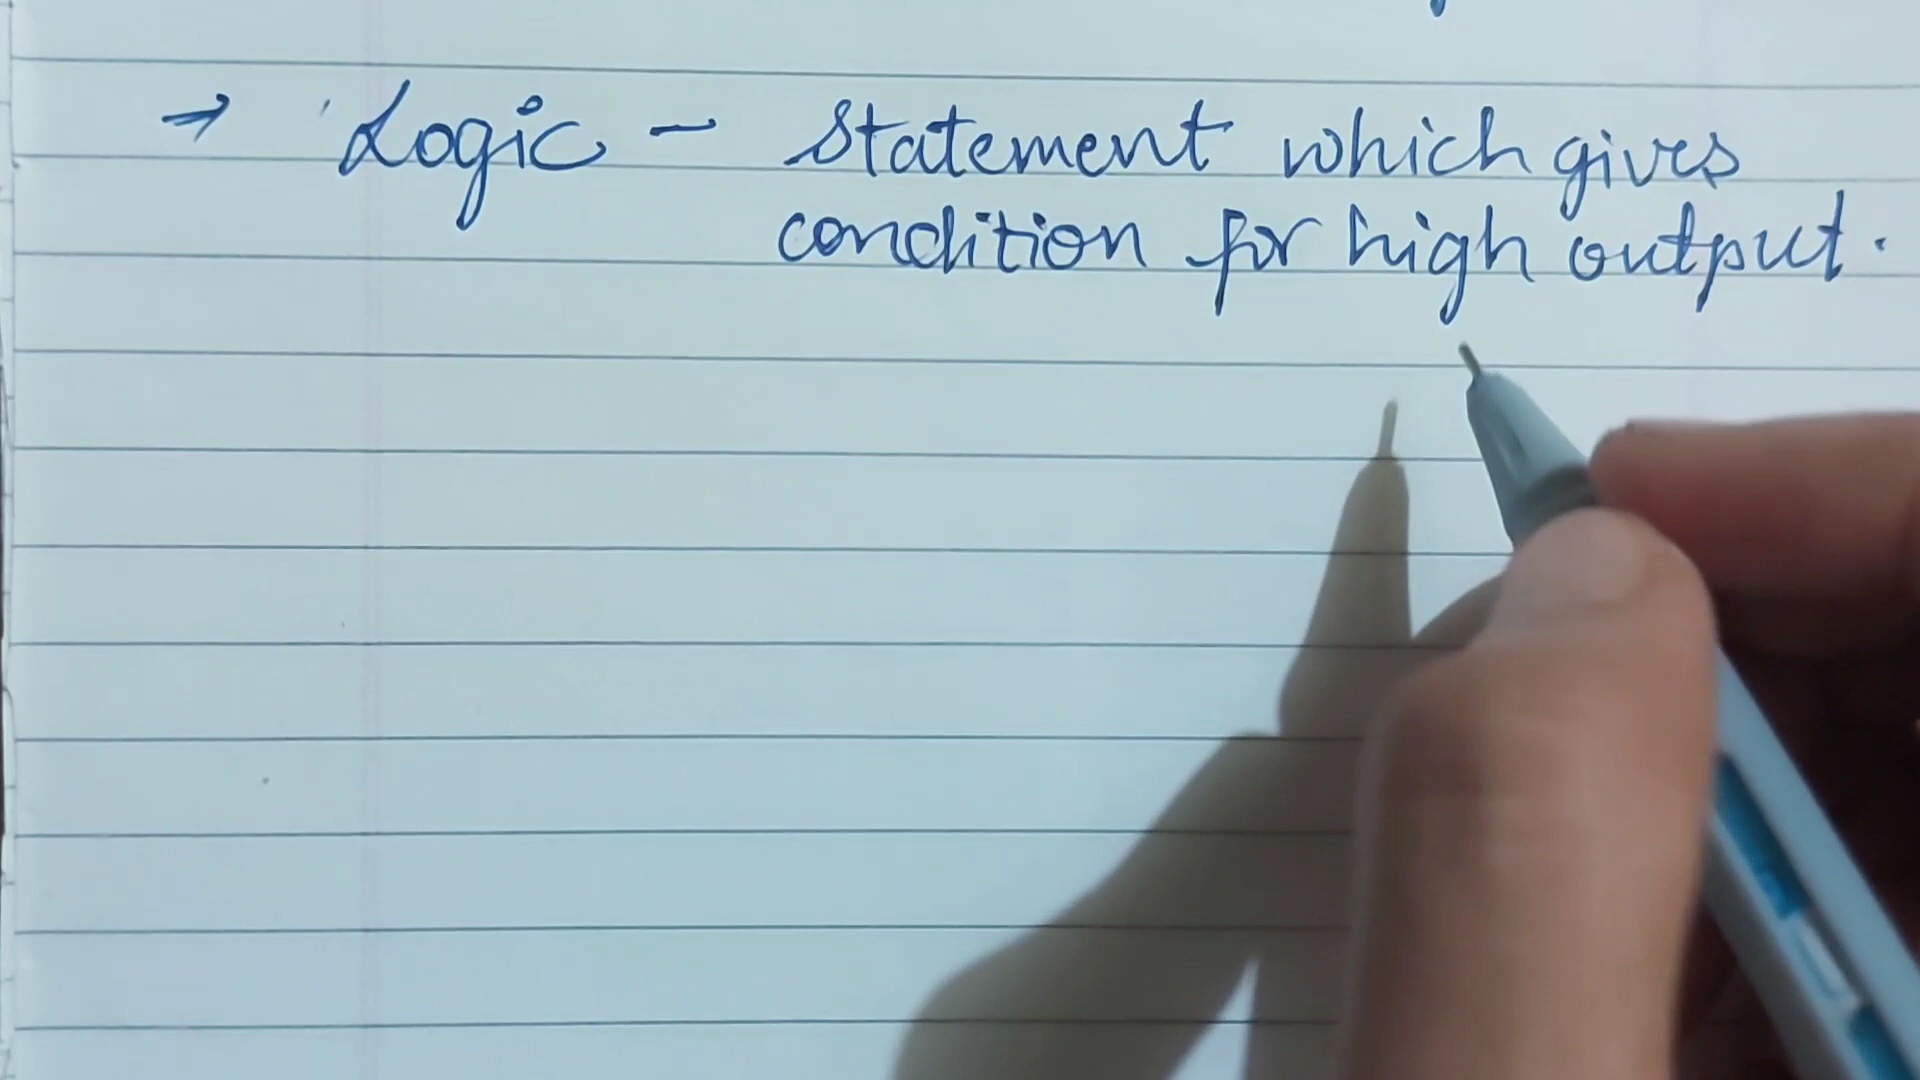 → Logic - Statement which gives
condition for high output.